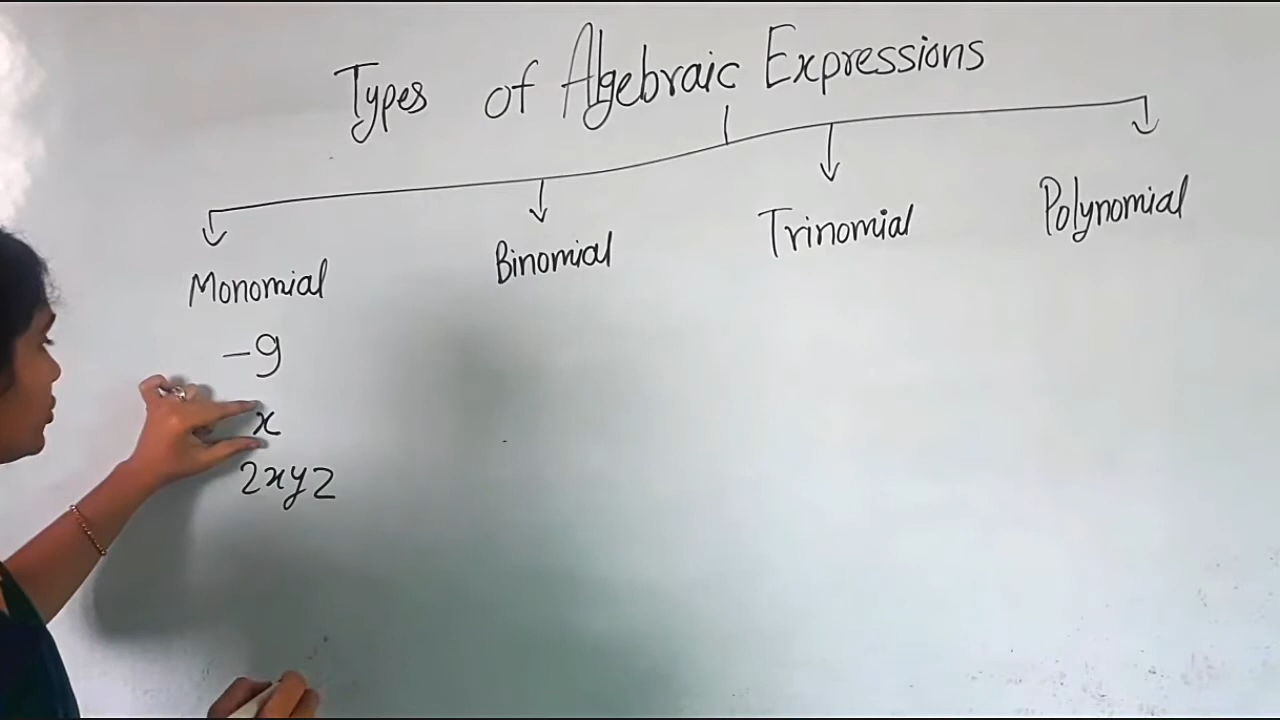 Types of Algebraic Expressions
Monomial Binomial Trinomial Polynomial
-9
x
2xyz